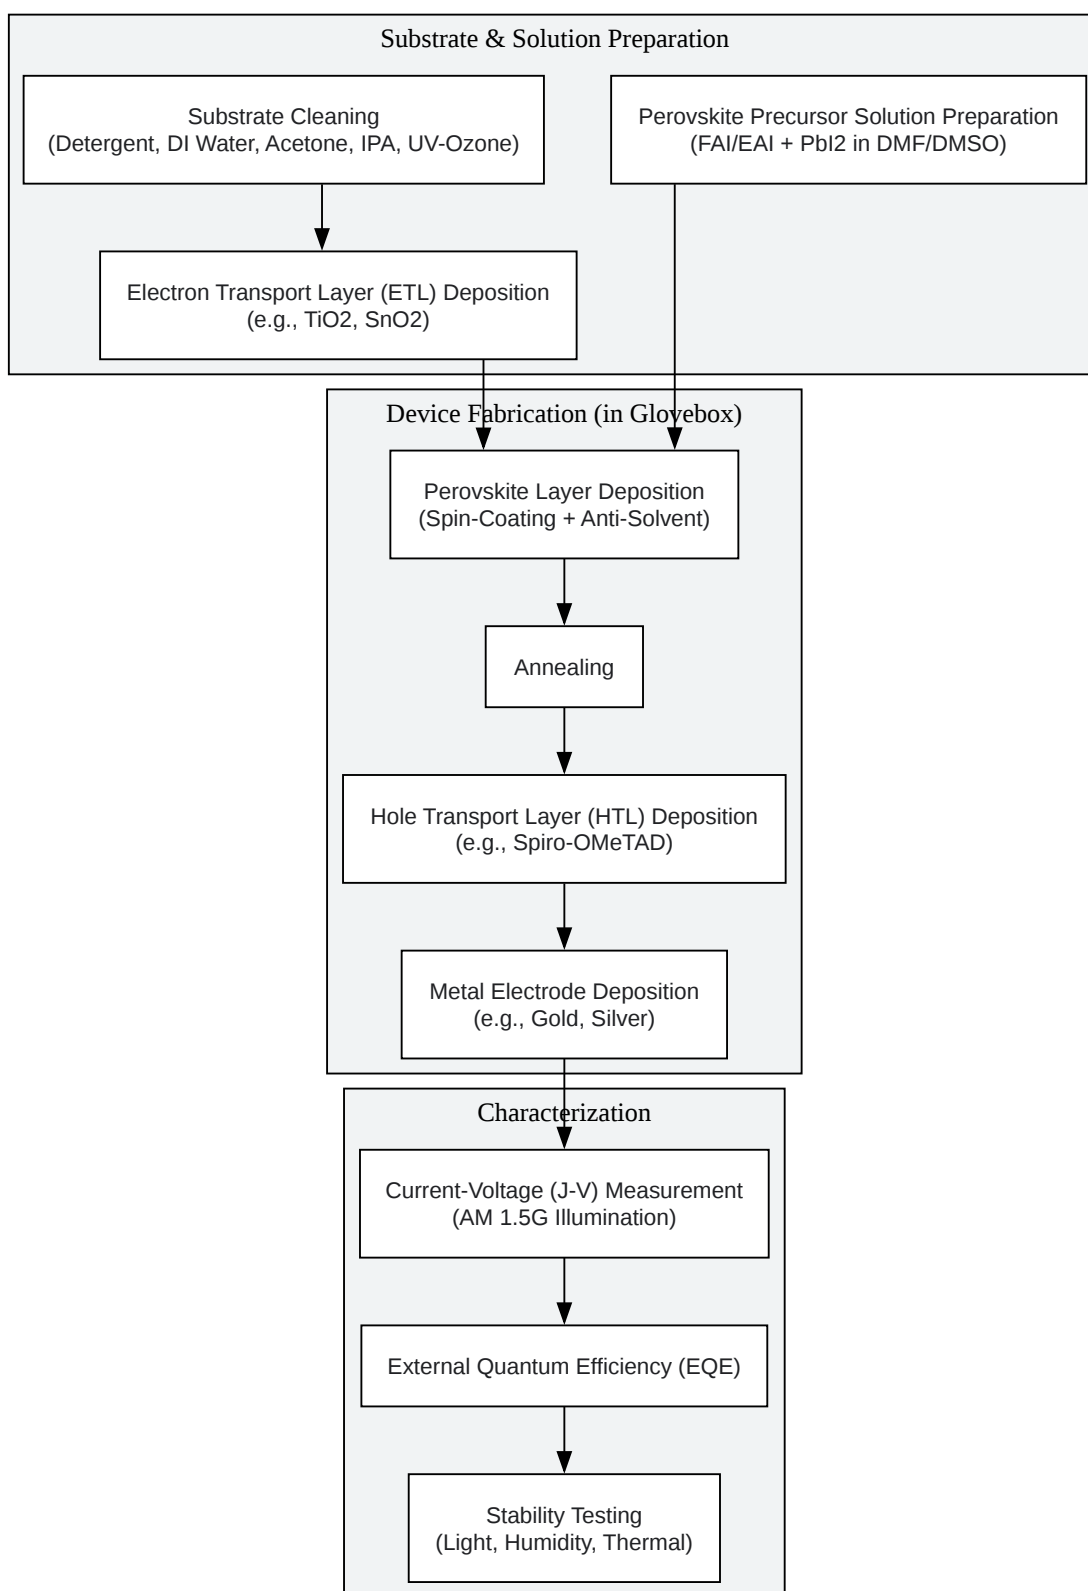 Substrate & Solution Preparation
Substrate Cleaning
(Detergent, DI Water, Acetone, IPA, UV-Ozone)
Perovskite Precursor Solution Preparation
(FAI/EAI + PbI2 in DMF/DMSO)
Electron Transport Layer (ETL) Deposition
(e.g., TiO2, SnO2)
Device Fabrication (in Glovebox)
Perovskite Layer Deposition
(Spin-Coating + Anti-Solvent)
Annealing
Hole Transport Layer (HTL) Deposition
(e.g., Spiro-OMeTAD)
Metal Electrode Deposition
(e.g., Gold, Silver)
Characterization
Current-Voltage (J-V) Measurement
(AM 1.5G Illumination)
External Quantum Efficiency (EQE)
Stability Testing
(Light, Humidity, Thermal)